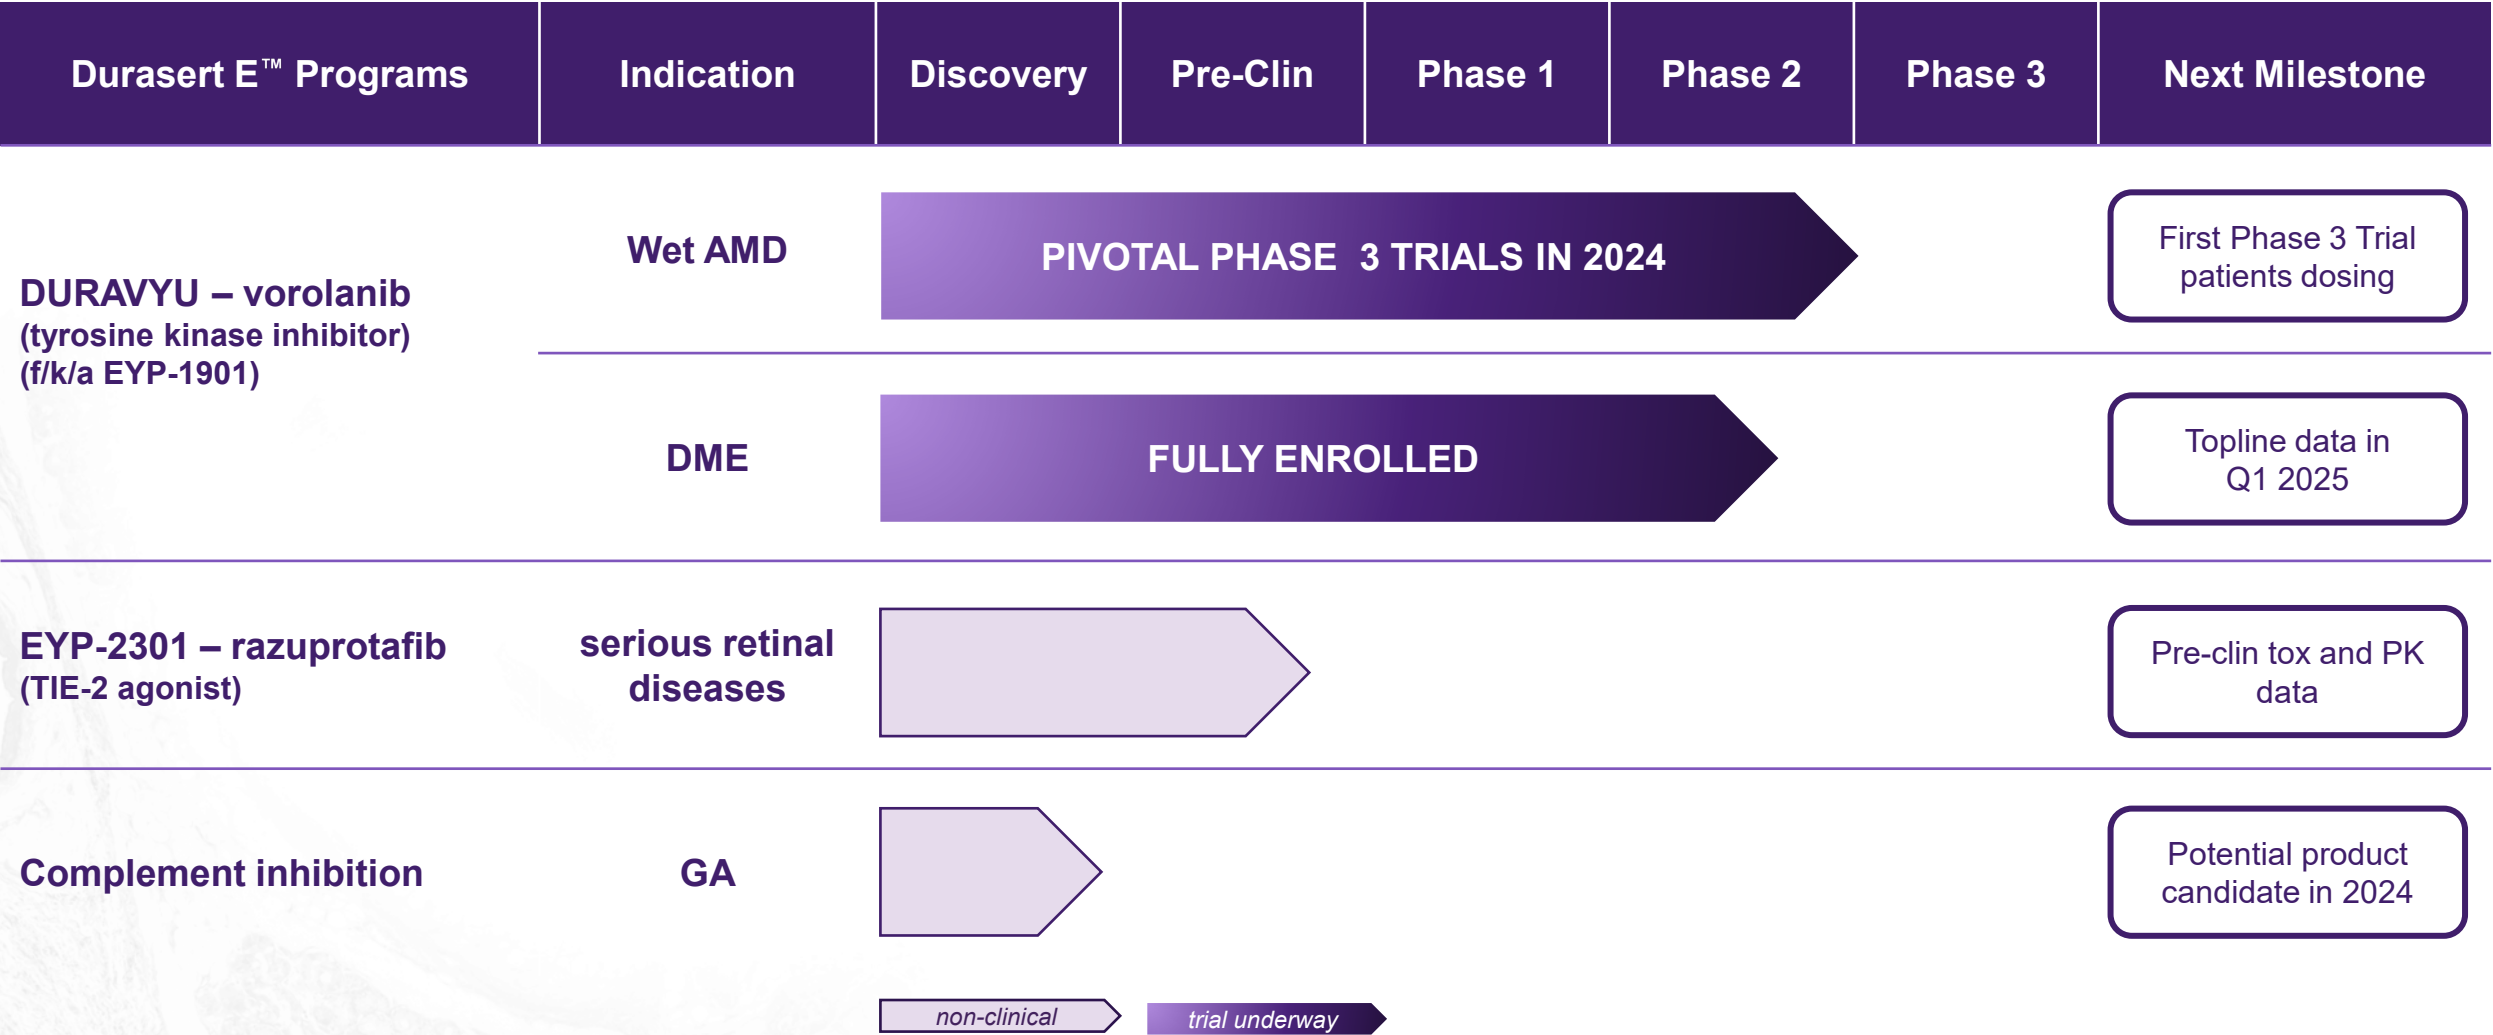 Durasert E™ Programs
Indication
Discovery
Pre-Clin
Phase 1
Phase 2
Phase 3
Next Milestone
DURAVYU – vorolanib
(tyrosine kinase inhibitor)
(f/k/a EYP-1901)
Wet AMD
PIVOTAL PHASE 3 TRIALS IN 2024
First Phase 3 Trial
patients dosing
DME
FULLY ENROLLED
Topline data in
Q1 2025
EYP-2301 – razuprotafib
(TIE-2 agonist)
serious retinal
diseases
Pre-clin tox and PK
data
Complement inhibition
GA
Potential product
candidate in 2024
non-clinical
trial underway